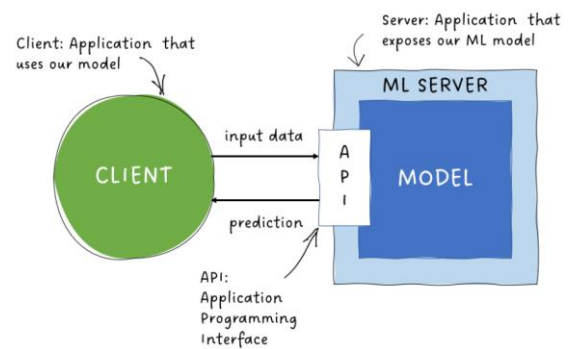 Client: Application that
uses our model
Server: Application that
exposes our ML model
ML SERVER
CLIENT
input data
prediction
A
P
I
MODEL
API:
Application
Programming
Interface